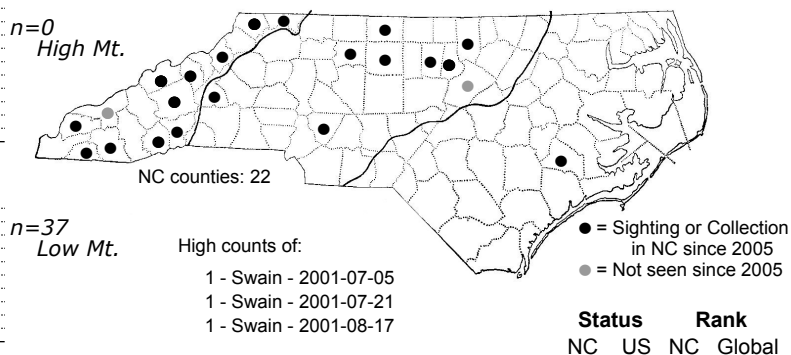 n=0
High Mt.
NC counties: 22
n=37
Low Mt.
High counts of:
1 - Swain - 2001-07-05
1 - Swain - 2001-07-21
1 - Swain - 2001-08-17
● = Sighting or Collection
in NC since 2005
● = Not seen since 2005
Status Rank
NC US NC Global